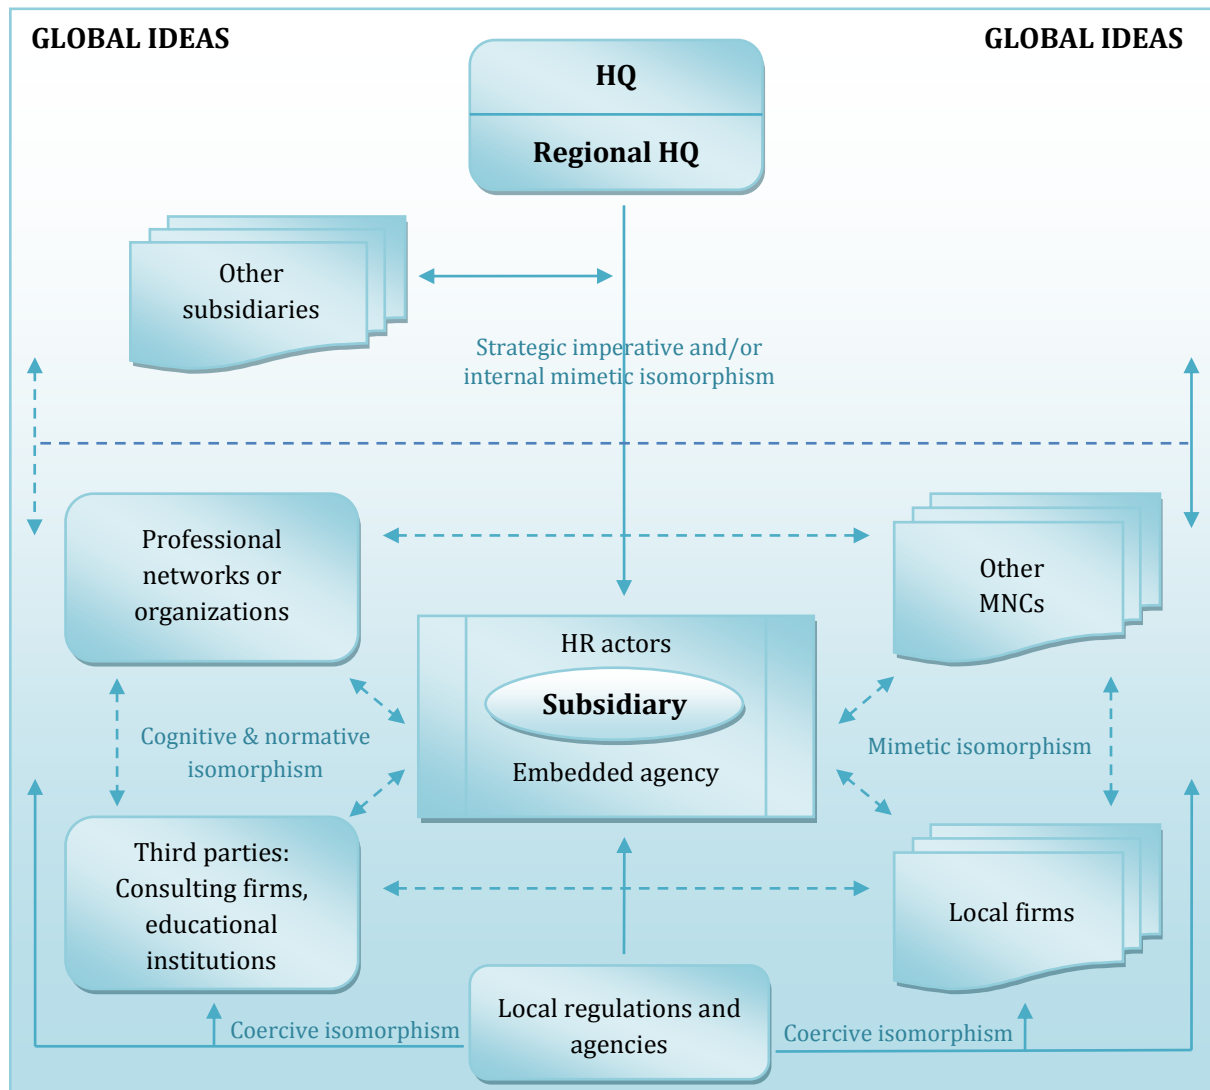 GLOBAL IDEAS
GLOBAL IDEAS
HQ
Regional HQ
Other
subsidiaries
Strategic imperative and/or
internal mimetic isomorphism
Professional
networks or
organizations
Other
MNCs
HR actors
Subsidiary
Embedded agency
Cognitive & normative
isomorphism
Mimetic isomorphism
Third parties:
Consulting firms,
educational
institutions
Local firms
Local regulations and
agencies
Coercive isomorphism
Coercive isomorphism